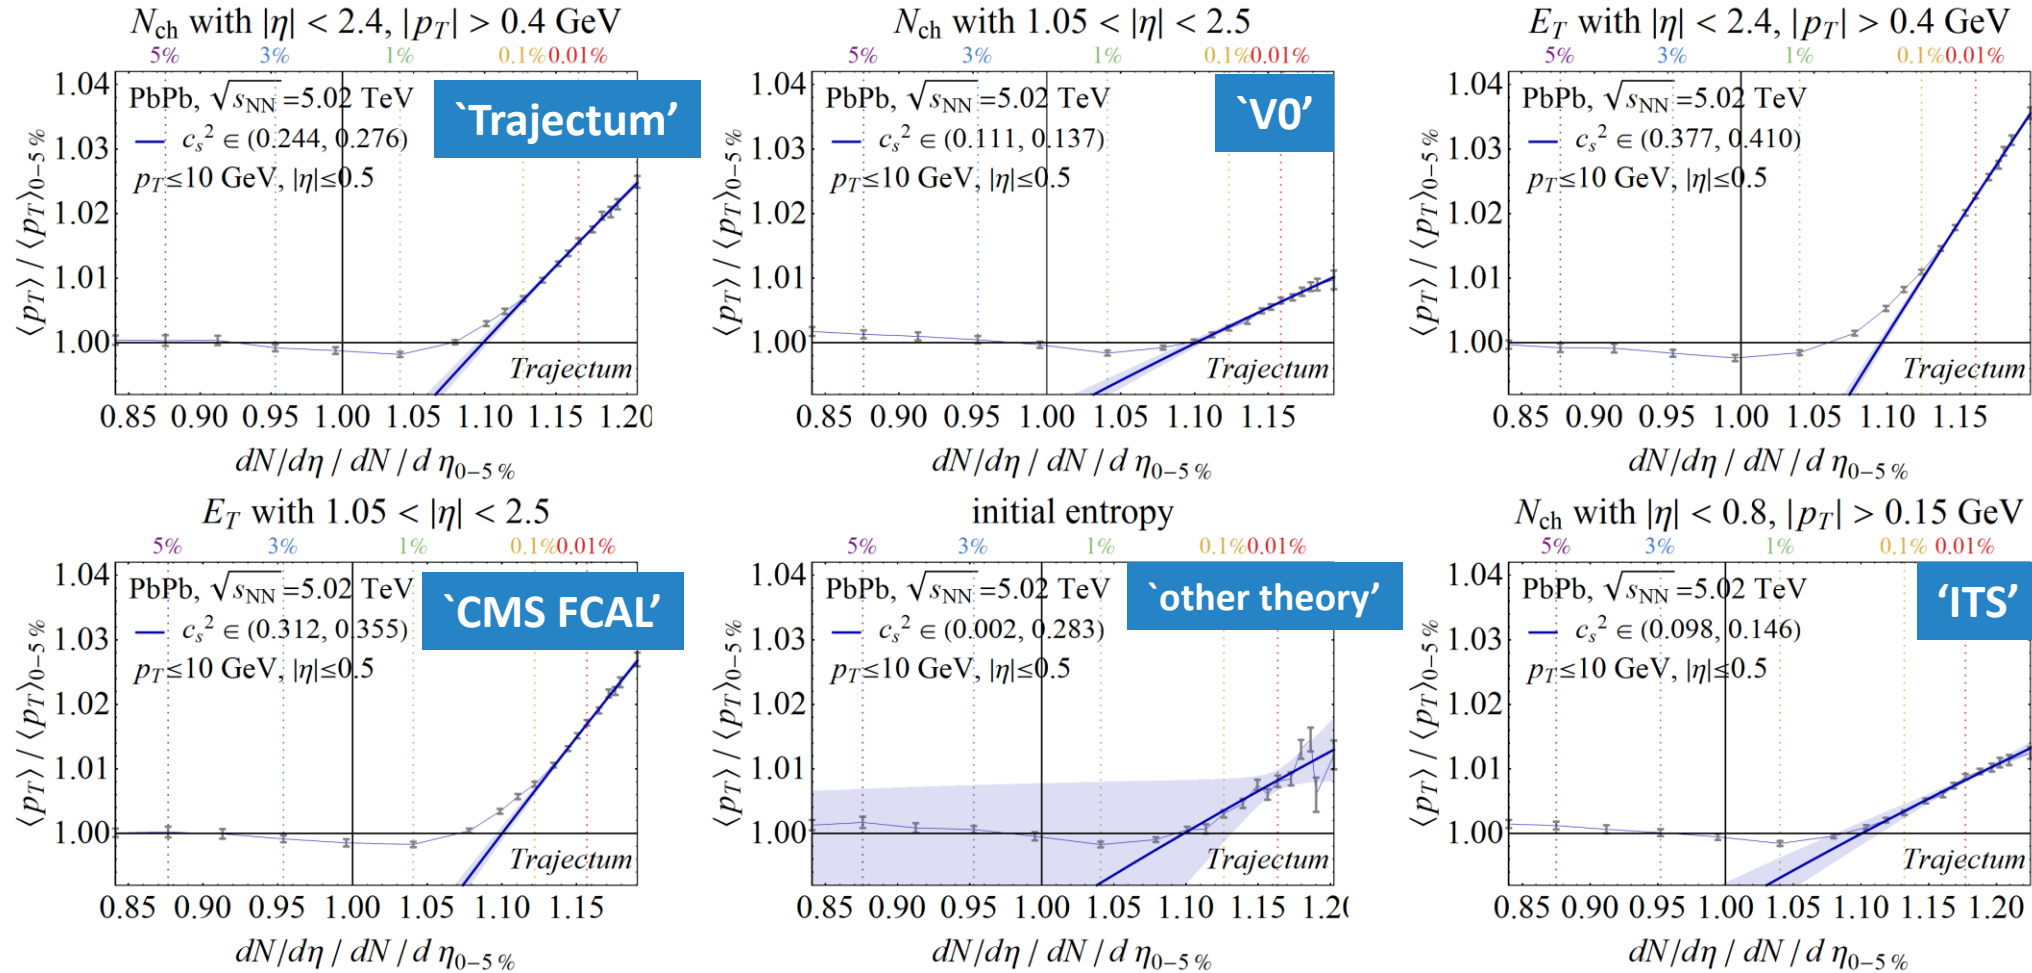 N_ch with |η| < 2.4, |p_T| > 0.4 GeV
5% 3% 1% 0.1% 0.01%
PbPb, √s_NN =5.02 TeV
c_s² ∈ (0.244, 0.276)
p_T≤10 GeV, |η|≤0.5
`Trajectum’
⟨p_T⟩ / ⟨p_T⟩_0-5%
1.04
1.03
1.02
1.01
1.00
Trajectum
0.85 0.90 0.95 1.00 1.05 1.10 1.15 1.20
dN/dη / dN / d η_0-5%
N_ch with 1.05 < |η| < 2.5
5% 3% 1% 0.1% 0.01%
PbPb, √s_NN =5.02 TeV
c_s² ∈ (0.111, 0.137)
p_T≤10 GeV, |η|≤0.5
`V0’
⟨p_T⟩ / ⟨p_T⟩_0-5%
1.04
1.03
1.02
1.01
1.00
Trajectum
0.85 0.90 0.95 1.00 1.05 1.10 1.15
dN/dη / dN / d η_0-5%
E_T with |η| < 2.4, |p_T| > 0.4 GeV
5% 3% 1% 0.1% 0.01%
PbPb, √s_NN =5.02 TeV
c_s² ∈ (0.377, 0.410)
p_T≤10 GeV, |η|≤0.5
⟨p_T⟩ / ⟨p_T⟩_0-5%
1.04
1.03
1.02
1.01
1.00
Trajectum
0.85 0.90 0.95 1.00 1.05 1.10 1.15
dN/dη / dN / d η_0-5%
E_T with 1.05 < |η| < 2.5
5% 3% 1% 0.1% 0.01%
PbPb, √s_NN =5.02 TeV
c_s² ∈ (0.312, 0.355)
p_T≤10 GeV, |η|≤0.5
`CMS FCAL’
⟨p_T⟩ / ⟨p_T⟩_0-5%
1.04
1.03
1.02
1.01
1.00
Trajectum
0.85 0.90 0.95 1.00 1.05 1.10 1.15
dN/dη / dN / d η_0-5%
initial entropy
5% 3% 1% 0.1% 0.01%
PbPb, √s_NN =5.02 TeV
c_s² ∈ (0.002, 0.283)
p_T≤10 GeV, |η|≤0.5
`other theory’
⟨p_T⟩ / ⟨p_T⟩_0-5%
1.04
1.03
1.02
1.01
1.00
Trajectum
0.85 0.90 0.95 1.00 1.05 1.10 1.15 1.20
dN/dη / dN / d η_0-5%
N_ch with |η| < 0.8, |p_T| > 0.15 GeV
5% 3% 1% 0.1% 0.01%
PbPb, √s_NN =5.02 TeV
c_s² ∈ (0.098, 0.146)
p_T≤10 GeV, |η|≤0.5
‘ITS’
⟨p_T⟩ / ⟨p_T⟩_0-5%
1.04
1.03
1.02
1.01
1.00
Trajectum
0.85 0.90 0.95 1.00 1.05 1.10 1.15 1.20
dN/dη / dN / d η_0-5%